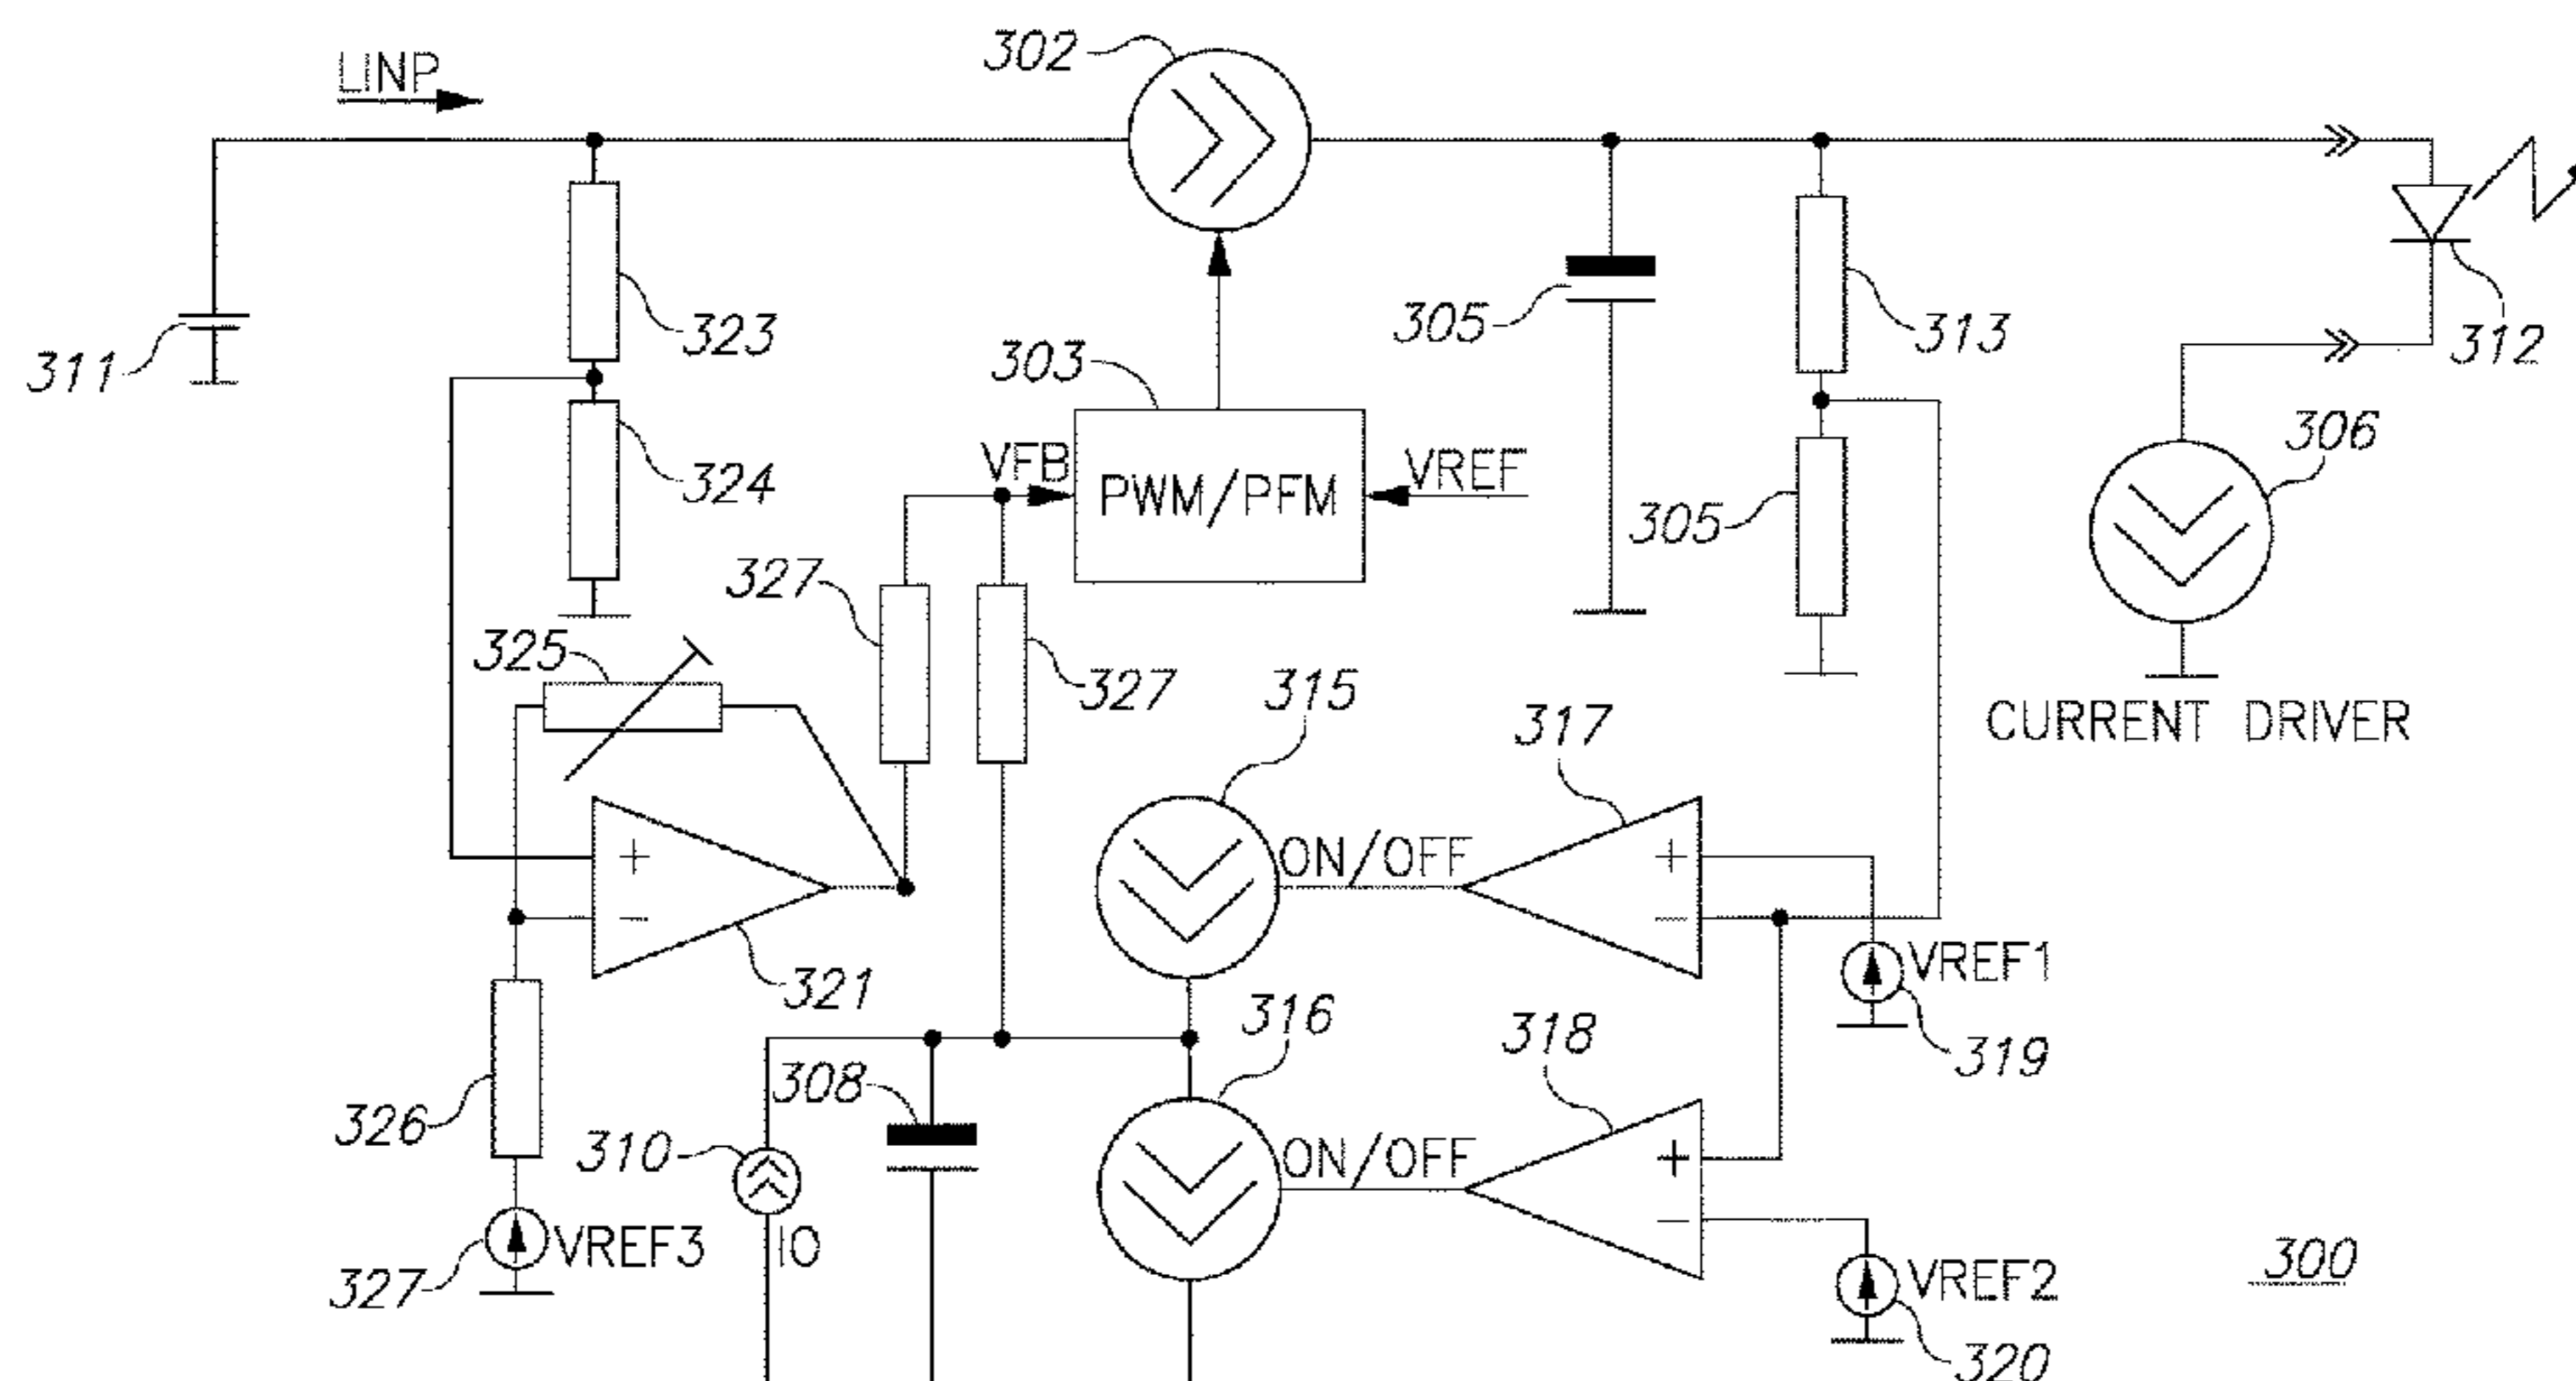 302
LINP
323
311
305
313
312
303
324
VFB
PWM/PFM
VREF
306
305
327
325
327
315
317
CURRENT DRIVER
ON/OFF
+
+
−
−
321
VREF1
316
318
319
308
326
310
ON/OFF
+
−
VREF3
IO
327
VREF2
300
320